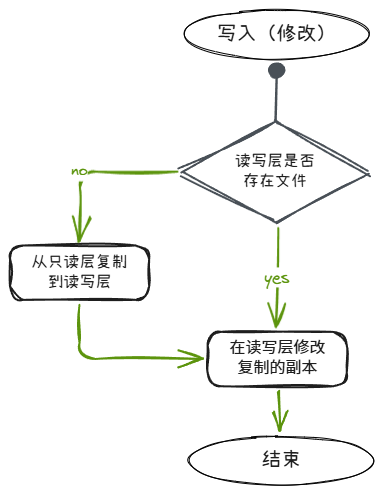 写入（修改）
读写层是否
存在文件
no
从只读层复制
到读写层
yes
在读写层修改
复制的副本
结束